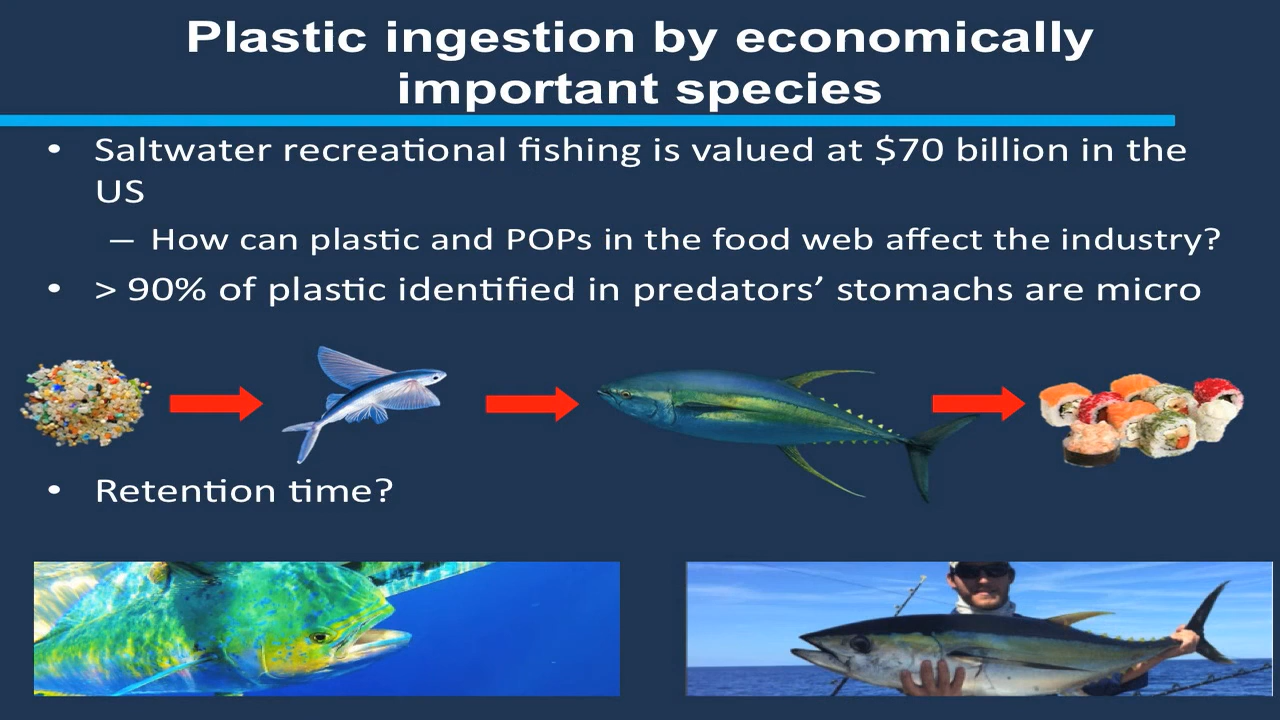 Plastic ingestion by economically
important species
• Saltwater recreational fishing is valued at $70 billion in the
US
– How can plastic and POPs in the food web affect the industry?
• > 90% of plastic identified in predators’ stomachs are micro
• Retention time?